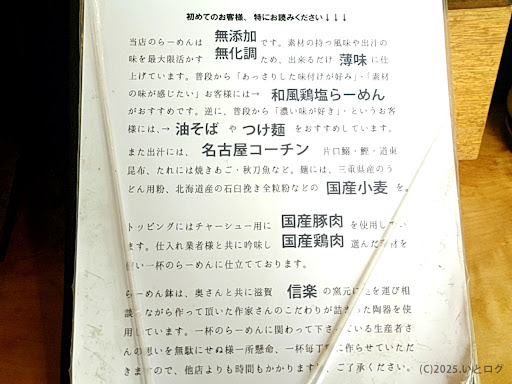 初めてのお客様、特にお読みください↓↓↓
当店のらーめんは 無添加 です。素材の持つ風味や出汁の
味を最大限活かす 無化調 ため、出来るだけ 薄味 に仕
上げています。普段から「あっさりした味付けが好み」・「素材
の味が感じたい」お客様には→ 和風鶏塩らーめん
がおすすめです。逆に、普段から「濃い味が好き」・というお客
様には、→ 油そば や つけ麺 をおすすめしています。
また出汁には、 名古屋コーチン 片口鰯・鰹・道東
昆布、たれには焼きあご・秋刀魚など。麺には、三重県産のう
どん用粉、北海道産の石臼挽き全粒粉などの 国産小麦 を。
トッピングにはチャーシュー用に 国産豚肉 を使用してい
ます。仕入れ業者様と共に吟味し 国産鶏肉 選んだ 材を
い一杯のらーめんに仕立てております。
らーめん鉢は、奥さんと共に滋賀 信楽 の窯元に を運び相
談 ながら作って頂いた作家さんのこだわりが詰まった陶器を使
用しています。一杯のらーめんに関わって下さ いる生産者さ
んの思いを無駄にせぬ様一所懸命、一杯毎丁 に作らせていただ
きますので、他店よりも時間もかかります 、ご了承ください。
(C)2025.いとログ